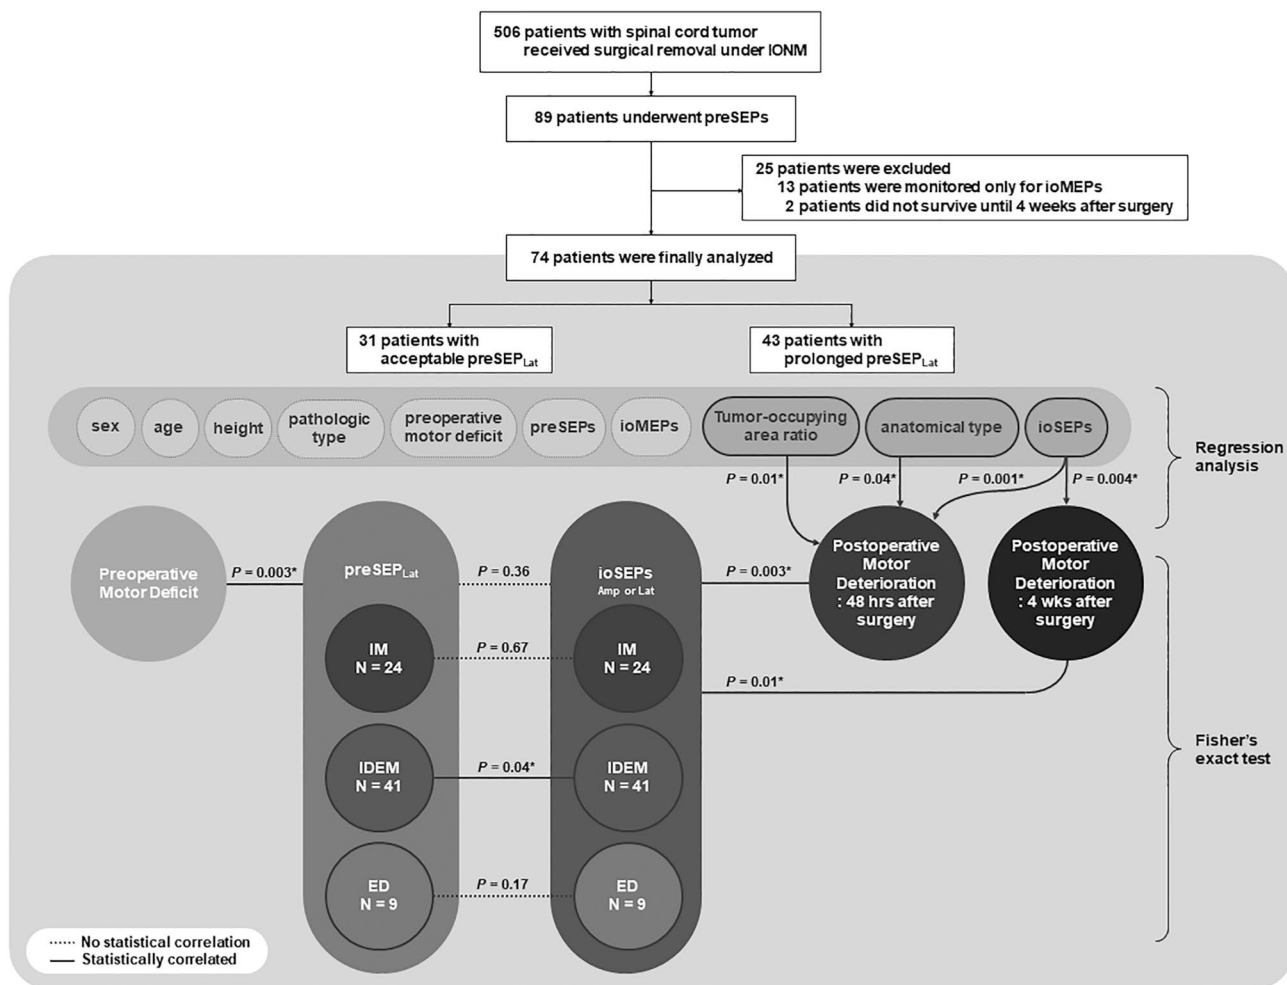 506 patients with spinal cord tumor
received surgical removal under IONM
89 patients underwent preSEPs
25 patients were excluded
13 patients were monitored only for ioMEPs
2 patients did not survive until 4 weeks after surgery
74 patients were finally analyzed
31 patients with
acceptable preSEPLat
43 patients with
prolonged preSEPLat
sex
age
height
pathologic
type
preoperative
motor deficit
preSEPs
ioMEPs
Tumor-occupying
area ratio
anatomical type
ioSEPs
Regression
analysis
P = 0.01*
P = 0.04*
P = 0.001*
P = 0.004*
Preoperative
Motor Deficit
P = 0.003*
preSEPLat
P = 0.36
ioSEPs
Amp or Lat
P = 0.003*
Postoperative
Motor
Deterioration
: 48 hrs after
surgery
Postoperative
Motor
Deterioration
: 4 wks after
surgery
IM
N = 24
P = 0.67
IM
N = 24
P = 0.01*
IDEM
N = 41
P = 0.04*
IDEM
N = 41
Fisher's
exact test
ED
N = 9
P = 0.17
ED
N = 9
No statistical correlation
Statistically correlated